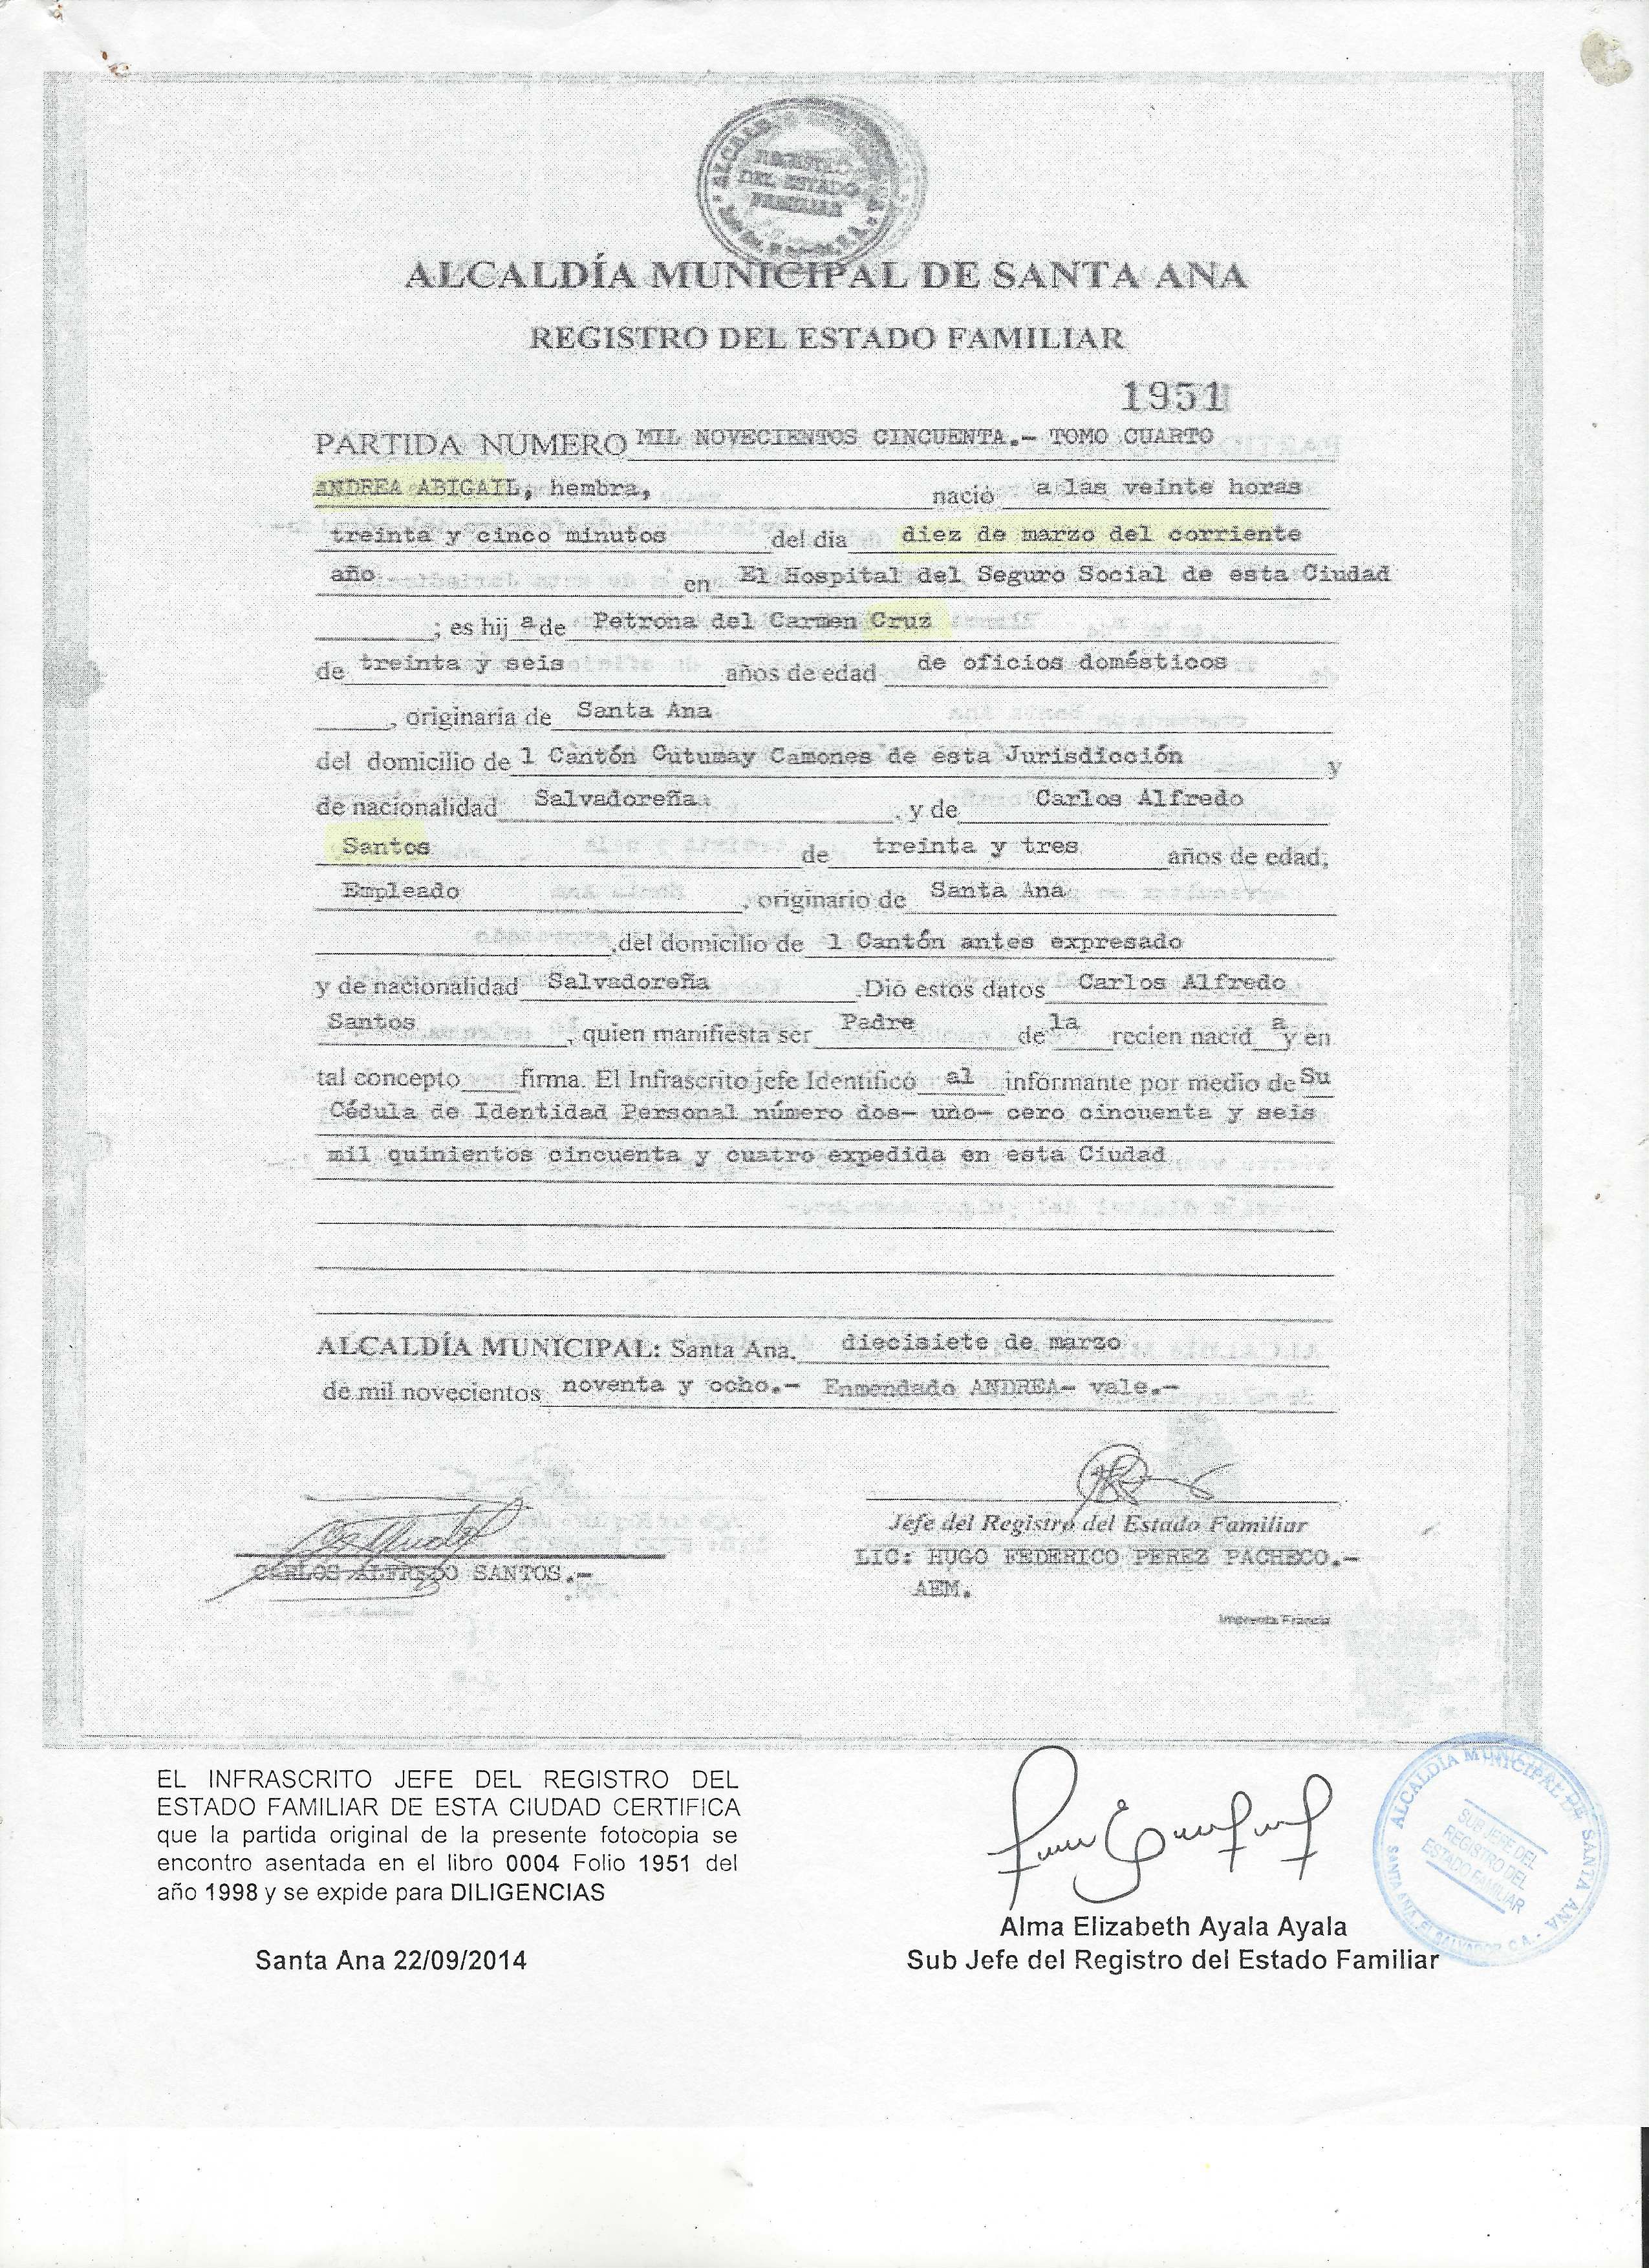 REGISTRO
DEL ESTADO
FAMILIAR
ALCALDÍA MUNICIPAL DE SANTA ANA
REGISTRO DEL ESTADO FAMILIAR
1951
PARTIDA NUMERO MIL NOVECIENTOS CINCUENTA.- TOMO CUARTO
ANDREA ABIGAIL, hembra, nació a las veinte horas
treinta y cinco minutos del dia diez de marzo del corriente
año en El Hospital del Seguro Social de esta Ciudad
; es hij a de Petrona del Carmen Cruz
de treinta y seis años de edad de oficios domésticos
, originaria de Santa Ana
del domicilio de l Cantón Cutumay Camones de esta Jurisdicción y
de nacionalidad Salvadoreña , y de Carlos Alfredo
Santos de treinta y tres años de edad,
Empleado , originario de Santa Ana
,del domicilio de l Cantón antes expresado
y de nacionalidad Salvadoreña .Dió estos datos Carlos Alfredo
Santos , quien manifiesta ser Padre de la recien nacid a y en
tal concepto firma. El Infrascrito jefe Identificó al informante por medio de Su
Cédula de Identidad Personal número dos- uno- cero cincuenta y seis
mil quinientos cincuenta y cuatro expedida en esta Ciudad
ALCALDÍA MUNICIPAL: Santa Ana, diecisiete de marzo
de mil novecientos noventa y ocho.- Enmendado ANDREA- vale.-
Jefe del Registro del Estado Familiar
CARLOS ALFREDO SANTOS.- LIC: HUGO FEDERICO PEREZ PACHECO.-
AEM.
Imprenta Francia
EL INFRASCRITO JEFE DEL REGISTRO DEL
ESTADO FAMILIAR DE ESTA CIUDAD CERTIFICA
que la partida original de la presente fotocopia se
encontro asentada en el libro 0004 Folio 1951 del
año 1998 y se expide para DILIGENCIAS
Santa Ana 22/09/2014
Alma Elizabeth Ayala Ayala
Sub Jefe del Registro del Estado Familiar
ALCALDIA MUNICIPAL DE SANTA ANA
SUB JEFE DEL
REGISTRO DEL
ESTADO FAMILIAR
SANTA ANA, EL SALVADOR, C.A.